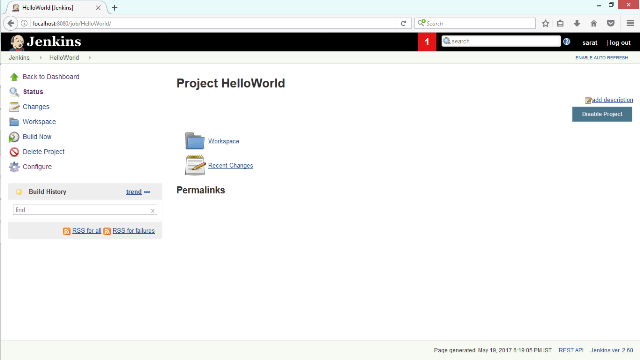 HelloWorld [Jenkins]
localhost:8080/job/HelloWorld/
Search
Jenkins
1
search
sarat
log out
Jenkins
HelloWorld
ENABLE AUTO REFRESH
Back to Dashboard
Status
Changes
Workspace
Build Now
Delete Project
Configure
Build History
trend
find
x
RSS for all
RSS for failures
Project HelloWorld
add description
Disable Project
Workspace
Recent Changes
Permalinks
Page generated: May 19, 2017 8:19:05 PM IST
REST API
Jenkins ver. 2.60